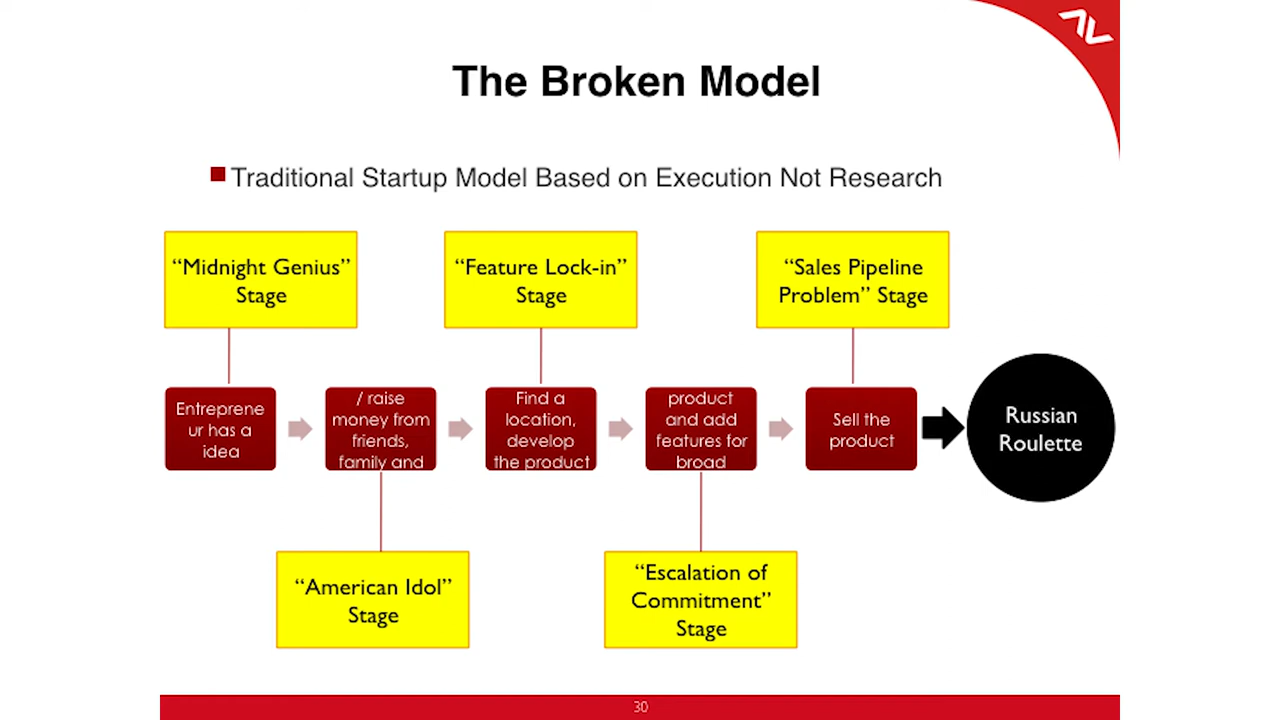 The Broken Model
Traditional Startup Model Based on Execution Not Research
“Midnight Genius”
Stage
“Feature Lock-in”
Stage
“Sales Pipeline
Problem” Stage
Entreprene
ur has a
idea
/ raise
money from
friends,
family and
Find a
location,
develop
the product
product
and add
features for
broad
Sell the
product
Russian
Roulette
“American Idol”
Stage
“Escalation of
Commitment”
Stage
30